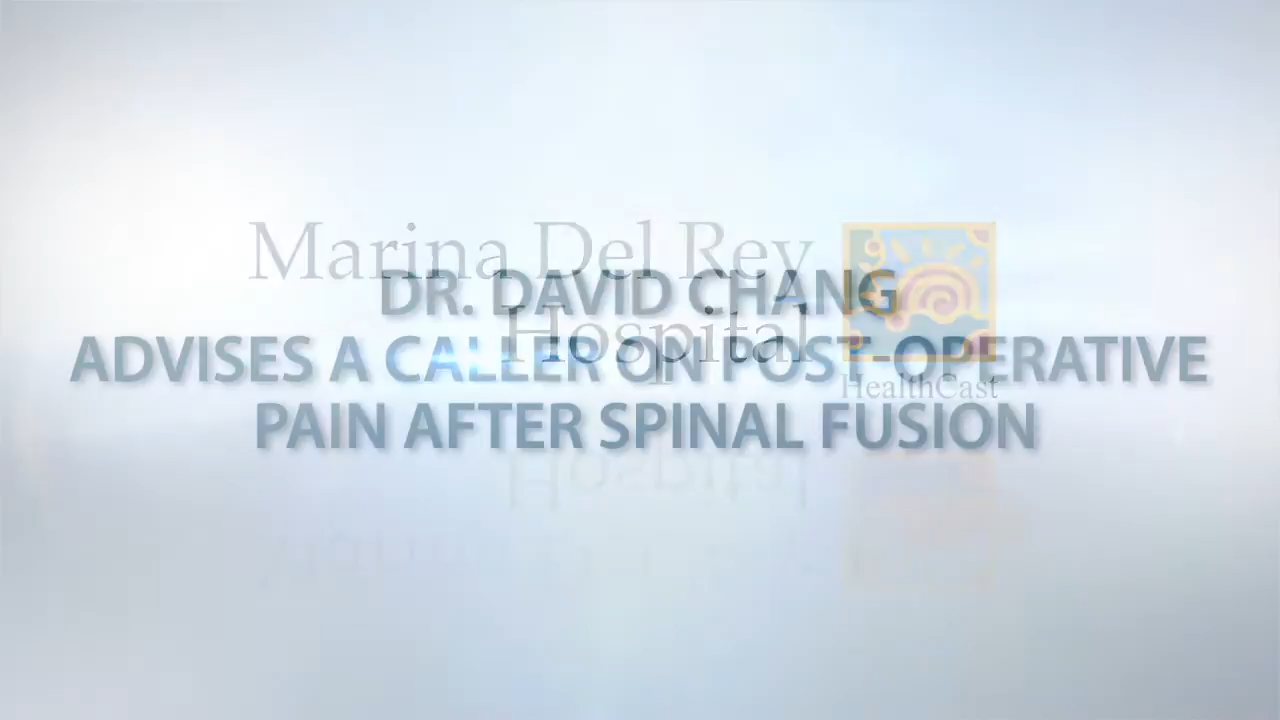 Marina Del Rey
Hospital
HealthCast
DR. DAVID CHANG
ADVISES A CALLER ON POST-OPERATIVE
PAIN AFTER SPINAL FUSION